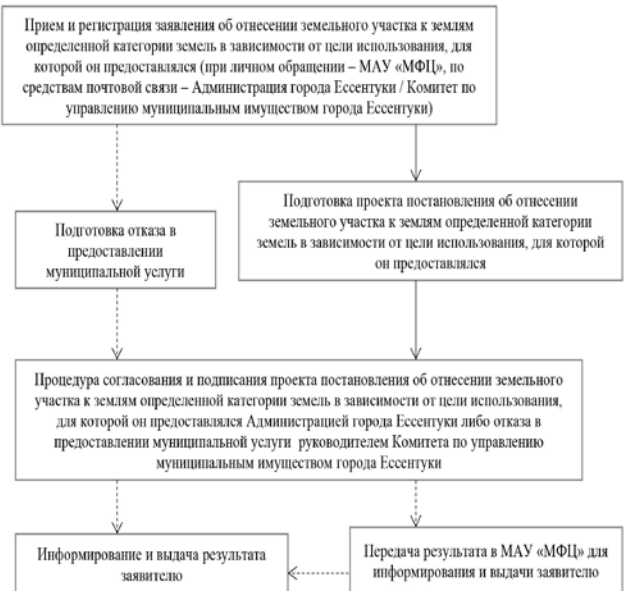 Прием и регистрация заявления об отнесении земельного участка к землям
определенной категории земель в зависимости от цели использования, для
которой он предоставлялся (при личном обращении – МАУ «МФЦ», по
средствам почтовой связи – Администрация города Ессентуки / Комитет по
управлению муниципальным имуществом города Ессентуки)
Подготовка отказа в
предоставлении
муниципальной услуги
Подготовка проекта постановления об отнесении
земельного участка к землям определенной категории
земель в зависимости от цели использования, для которой
он предоставлялся
Процедура согласования и подписания проекта постановления об отнесении земельного
участка к землям определенной категории земель в зависимости от цели использования,
для которой он предоставлялся Администрацией города Ессентуки либо отказа в
предоставлении муниципальной услуги руководителем Комитета по управлению
муниципальным имуществом города Ессентуки
Информирование и выдача результата
заявителю
Передача результата в МАУ «МФЦ» для
информирования и выдачи заявителю